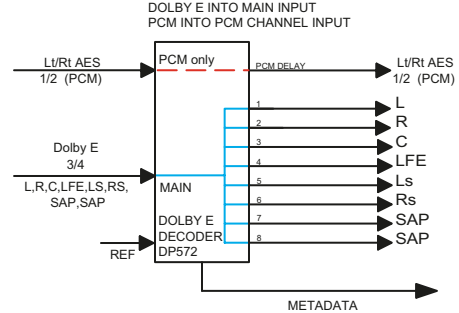 DOLBY E INTO MAIN INPUT
PCM INTO PCM CHANNEL INPUT
Lt/Rt AES
1/2 (PCM)
PCM only
PCM DELAY
Lt/Rt AES
1/2 (PCM)
1
L
2
R
3
C
4
LFE
5
Ls
6
Rs
7
SAP
8
SAP
Dolby E
3/4
L,R,C,LFE,LS,RS,
SAP,SAP
MAIN
DOLBY E
DECODER
DP572
REF
METADATA